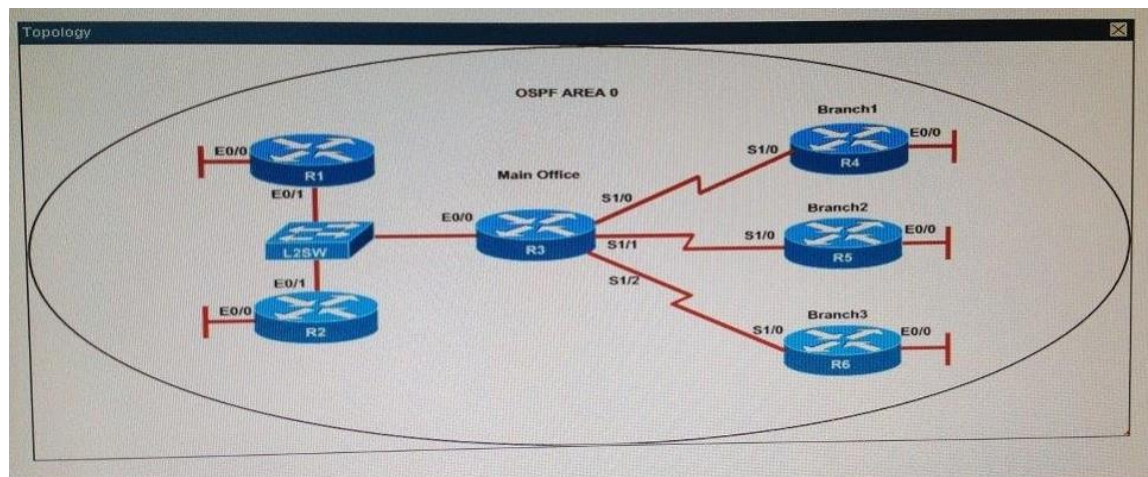 Topology
OSPF AREA 0
Branch1
E0/0
S1/0
R4
E0/0
R1
E0/1
Main Office
S1/0
E0/0
R3
S1/1
S1/2
L2SW
Branch2
E0/0
S1/0
R5
E0/1
E0/0
R2
Branch3
S1/0
E0/0
R6